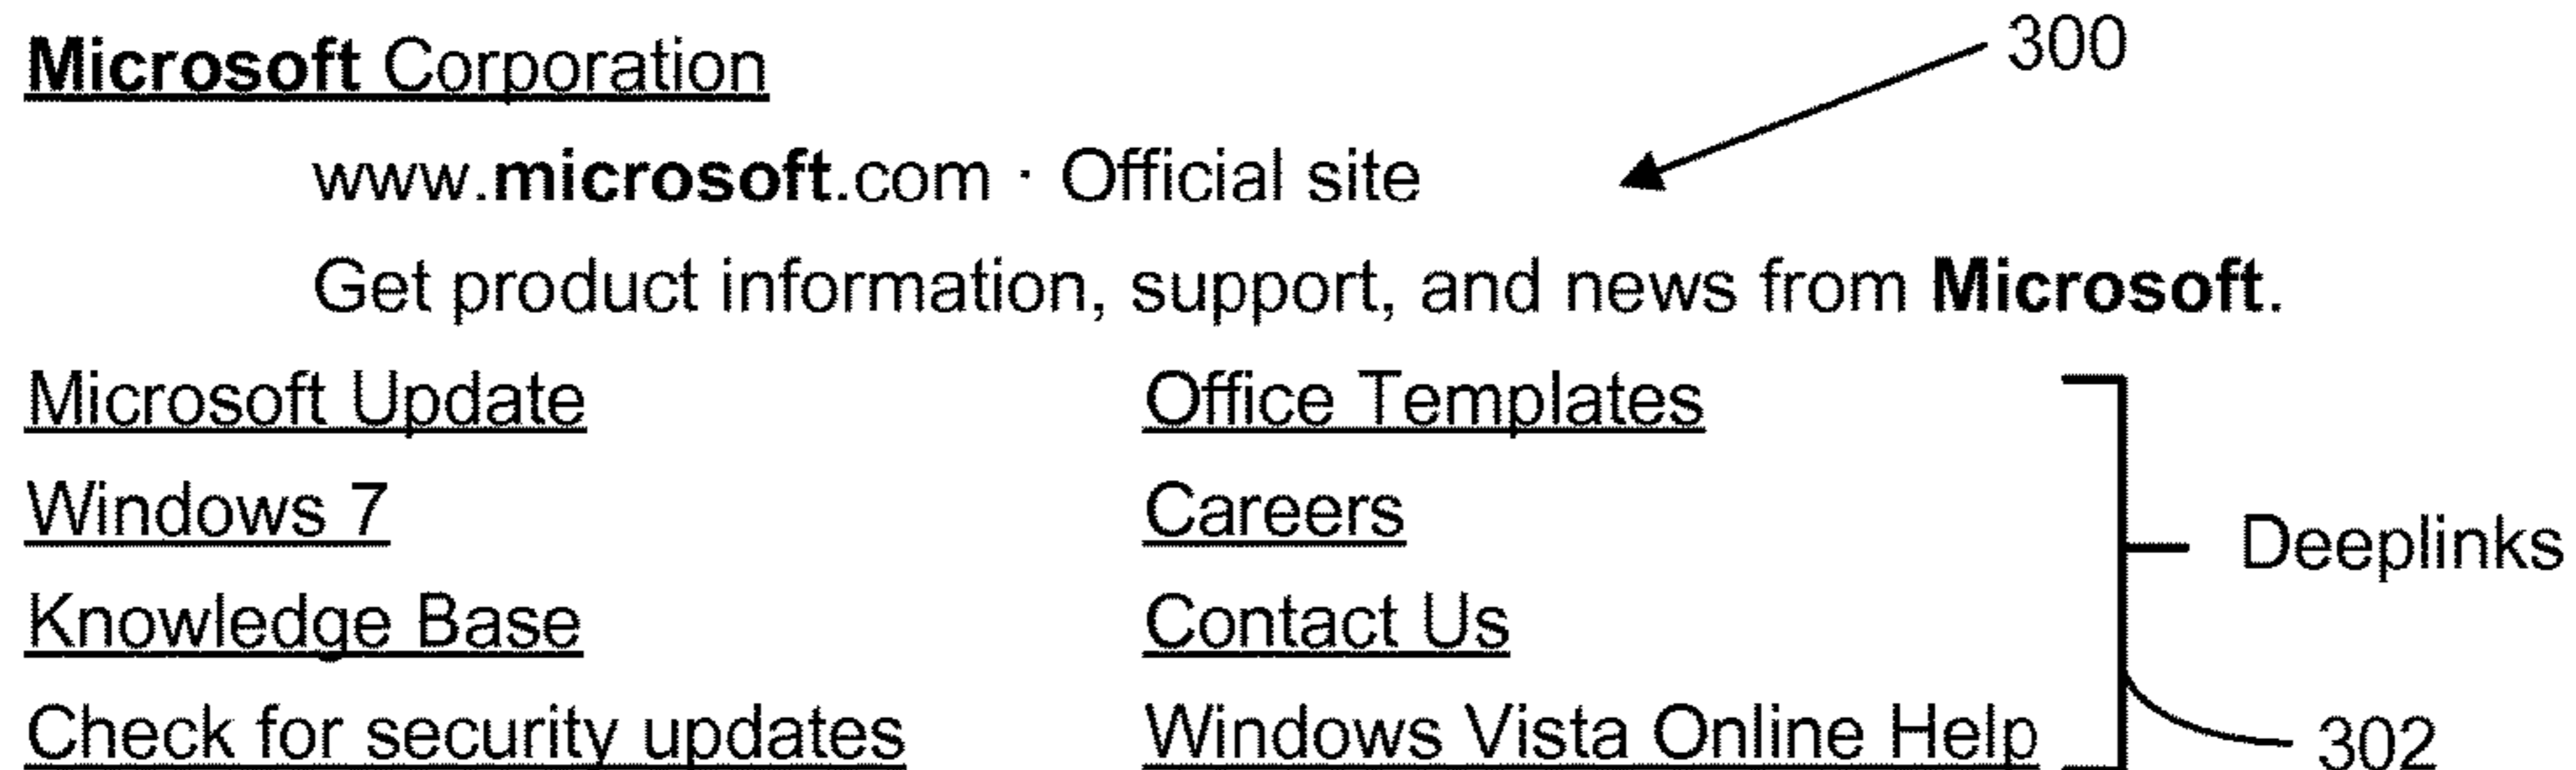 Microsoft Corporation
300
www.microsoft.com · Official site
Get product information, support, and news from Microsoft.
Microsoft Update
Office Templates
Windows 7
Careers
Deeplinks
Knowledge Base
Contact Us
Check for security updates
Windows Vista Online Help
302